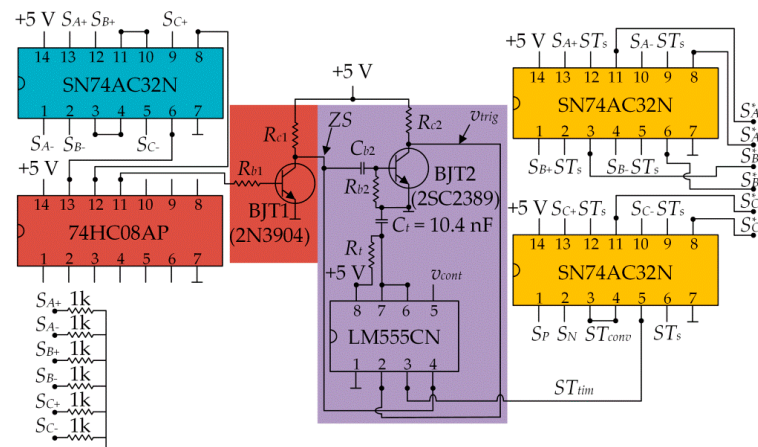 +5 V S_A+ S_B+ S_C+
14 13 12 11 10 9 8
SN74AC32N
1 2 3 4 5 6 7
S_A- S_B- S_C-
+5 V
14 13 12 11 10 9 8
74HC08AP
1 2 3 4 5 6 7
S_A+ 1k
S_A- 1k
S_B+ 1k
S_B- 1k
S_C+ 1k
S_C- 1k
+5 V
R_c1
ZS
R_c2
v_trig
C_b2
R_b1
R_b2
BJT1
(2N3904)
BJT2
(2SC2389)
C_t = 10.4 nF
R_t
+5 V
v_cont
8 7 6 5
LM555CN
1 2 3 4
ST_tim
+5 V S_A+ ST_s S_A- ST_s
14 13 12 11 10 9 8
SN74AC32N
1 2 3 4 5 6 7
S_B+ ST_s S_B- ST_s
S*_A
S*_A
S*_B
S*_B
S*_C
S*_C
+5 V S_C+ ST_s S_C- ST_s
14 13 12 11 10 9 8
SN74AC32N
1 2 3 4 5 6 7
S_P S_N ST_conv ST_s